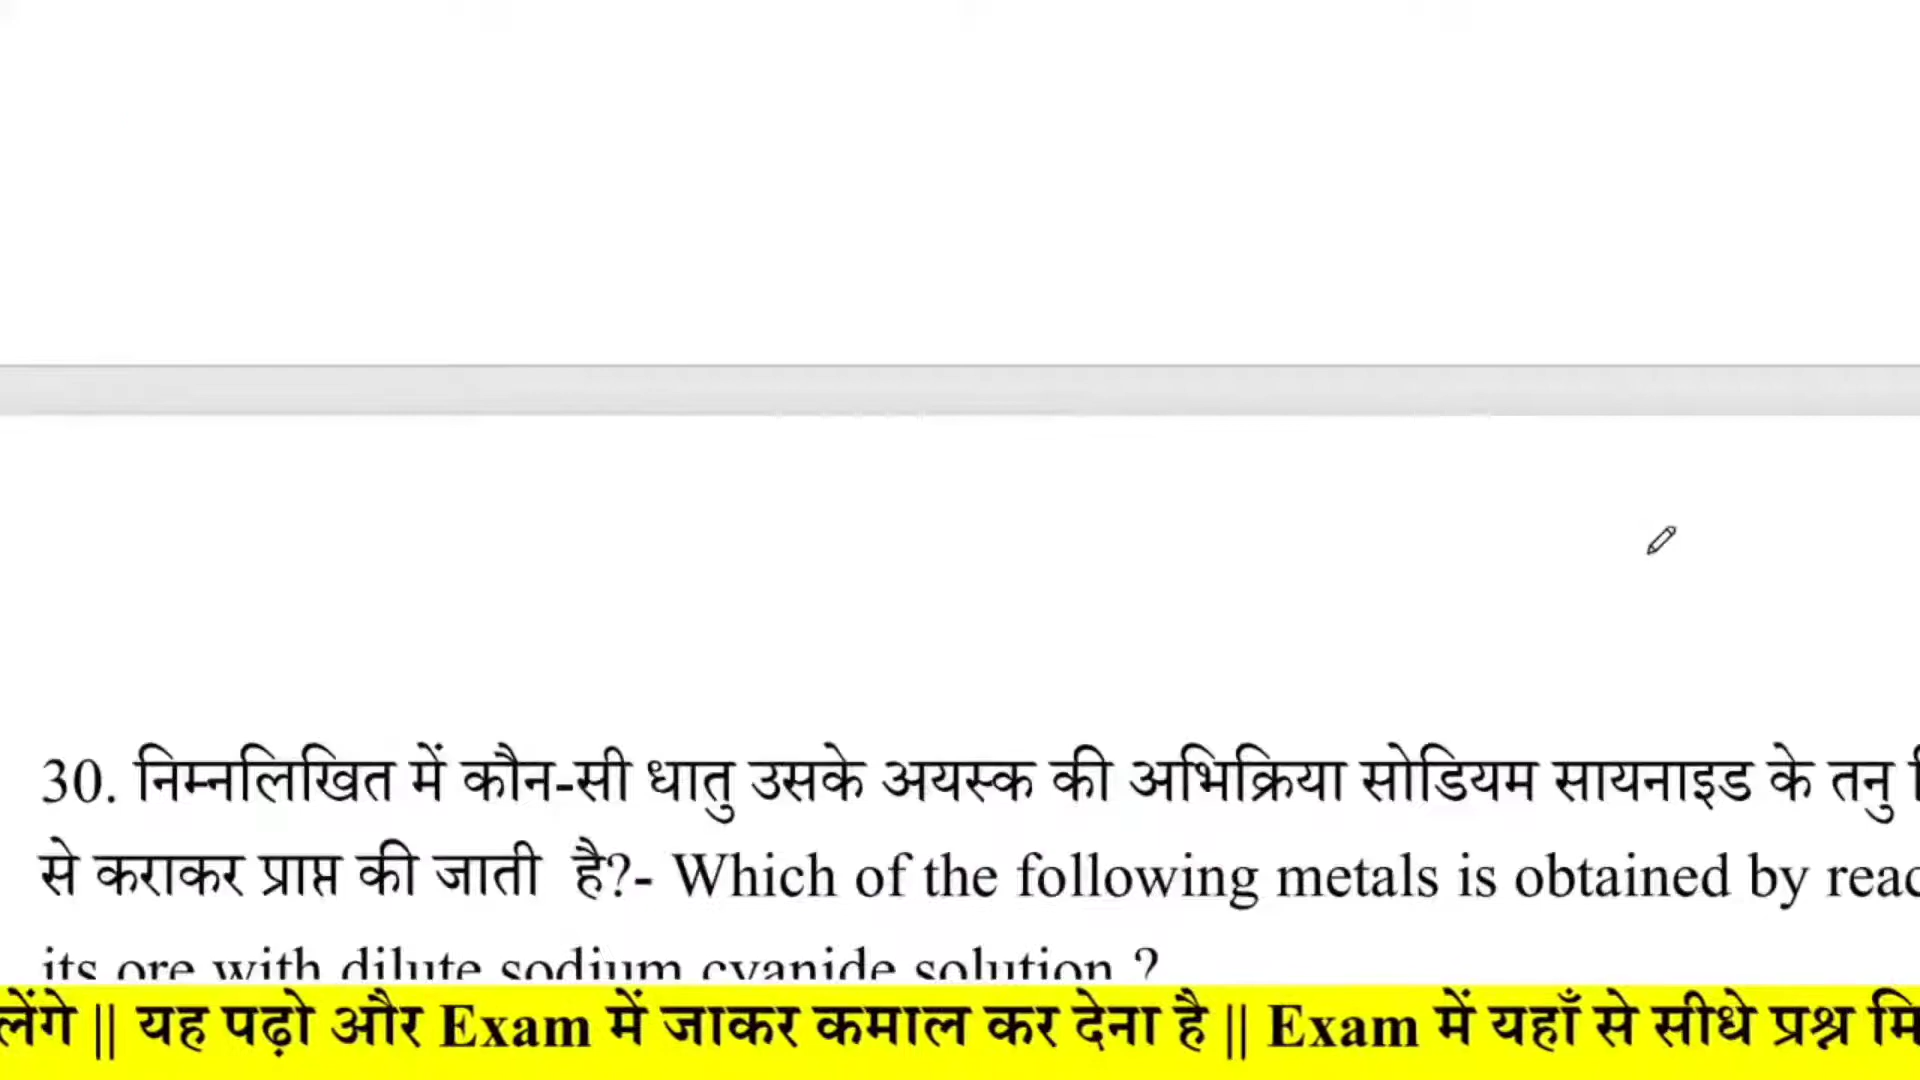 30. निम्नलिखित में कौन-सी धातु उसके अयस्क की अभिक्रिया सोडियम सायनाइड के तनु
से कराकर प्राप्त की जाती है?- Which of the following metals is obtained by reac
its ore with dilute sodium cyanide solution ?
लेंगे || यह पढ़ो और Exam में जाकर कमाल कर देना है || Exam में यहाँ से सीधे प्रश्न मि